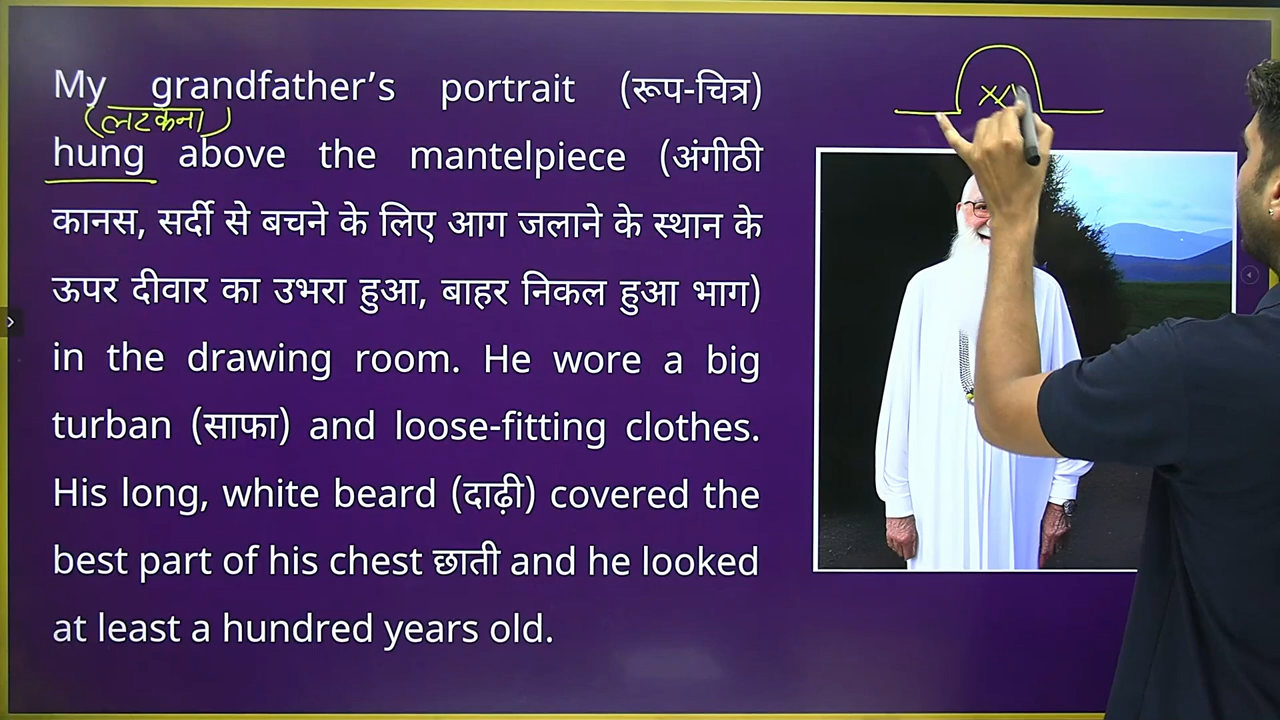 My grandfather’s portrait (रूप-चित्र)
(लटकना)
hung above the mantelpiece (अंगीठी
कानस, सर्दी से बचने के लिए आग जलाने के स्थान के
ऊपर दीवार का उभरा हुआ, बाहर निकल हुआ भाग)
in the drawing room. He wore a big
turban (साफा) and loose-fitting clothes.
His long, white beard (दाढ़ी) covered the
best part of his chest छाती and he looked
at least a hundred years old.